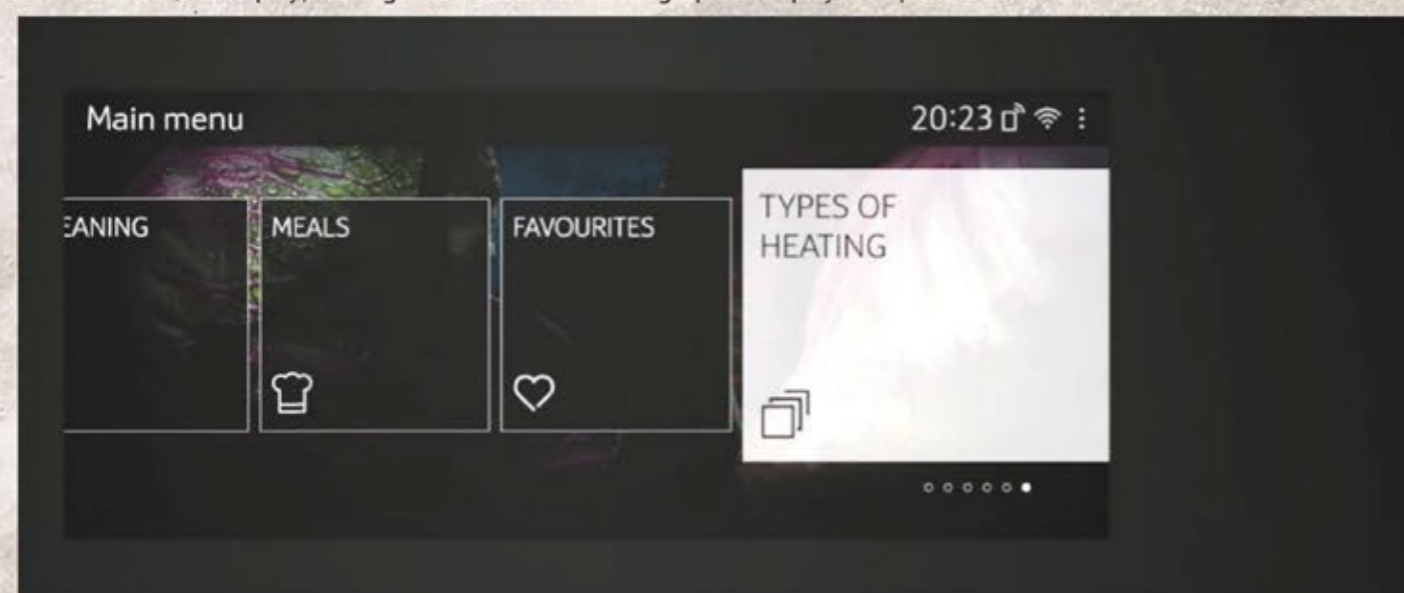 Main menu
20:23
EANING
MEALS
FAVOURITES
TYPES OF
HEATING